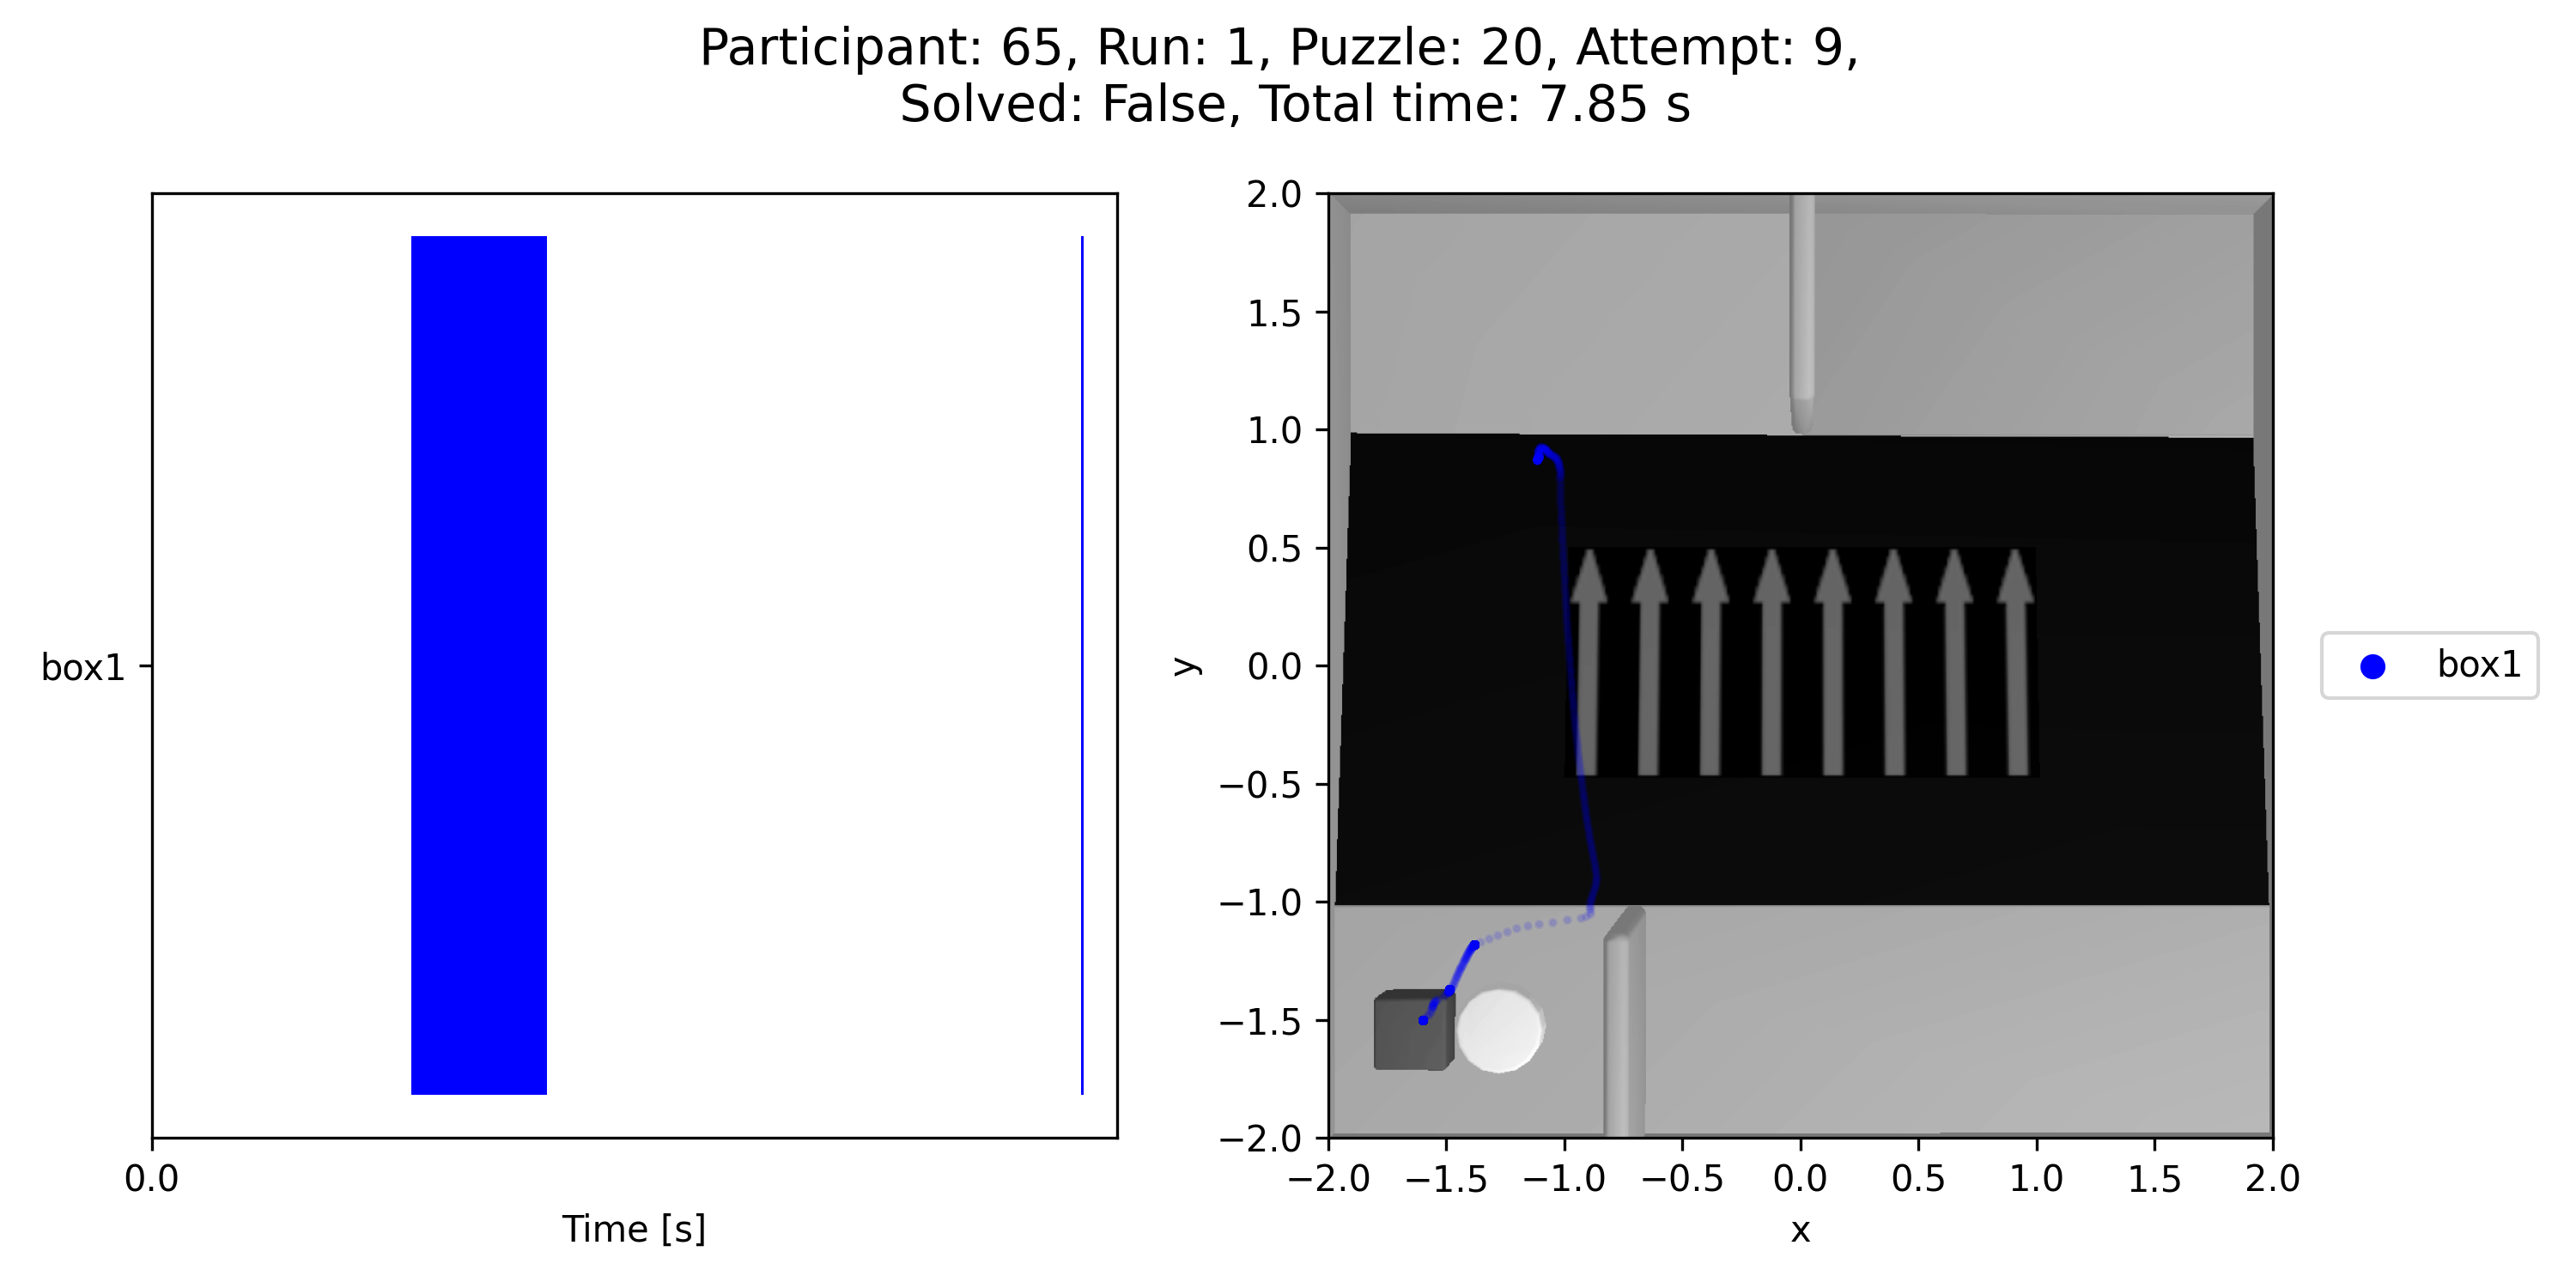 Participant: 65, Run: 1, Puzzle: 20, Attempt: 9,
Solved: False, Total time: 7.85 s
box1
0.0
Time [s]
2.0
1.5
1.0
0.5
0.0
−0.5
−1.0
−1.5
−2.0
y
−2.0 −1.5 −1.0 −0.5 0.0 0.5 1.0 1.5 2.0
x
box1